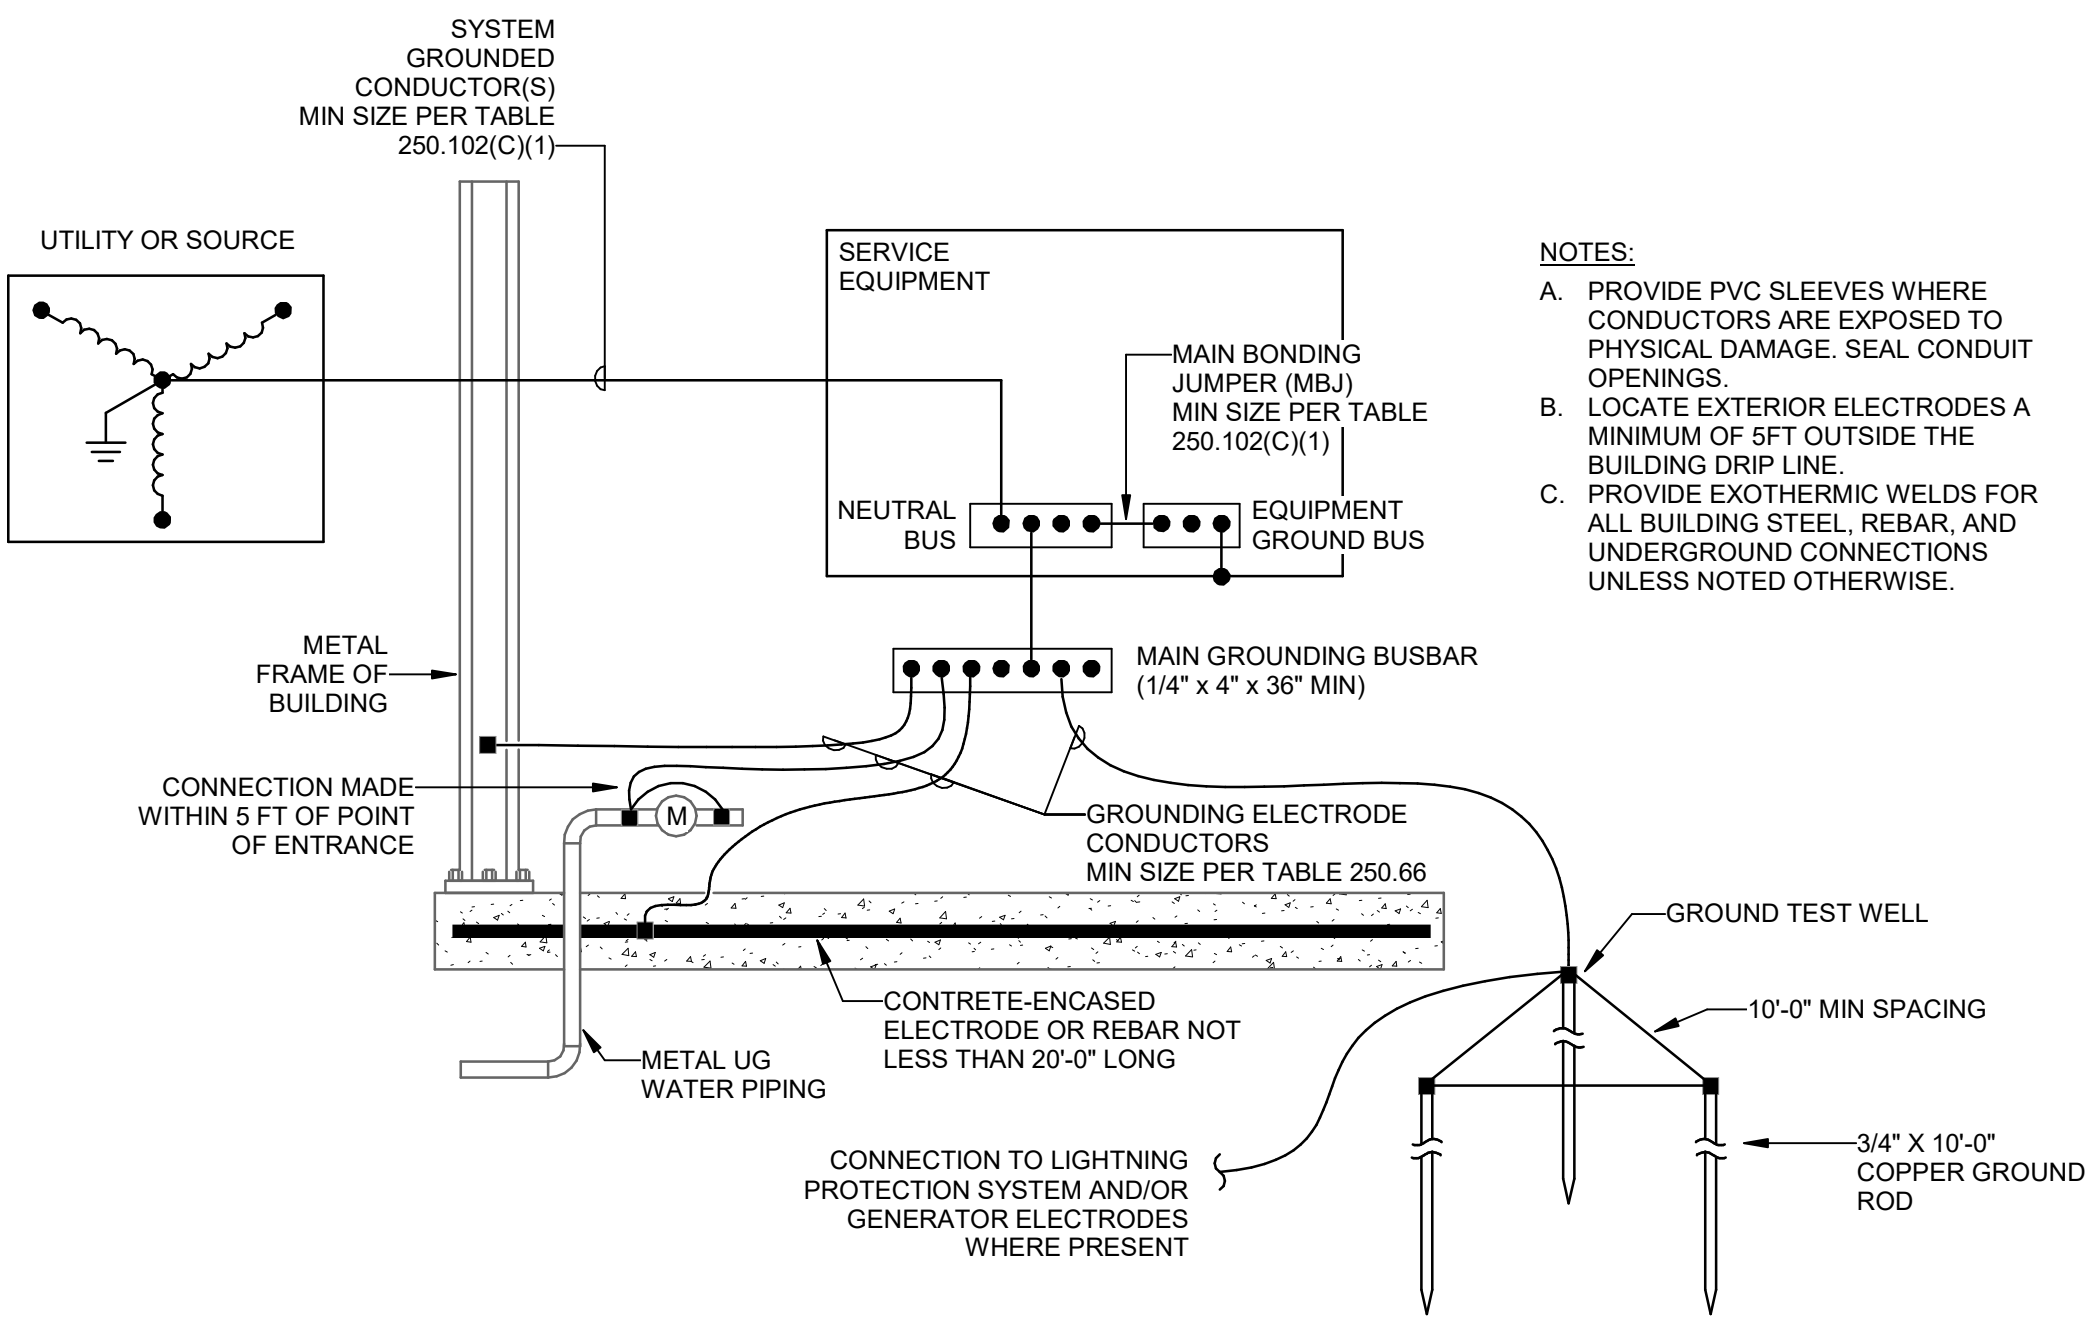 SYSTEM
GROUNDED
CONDUCTOR(S)
MIN SIZE PER TABLE
250.102(C)(1)
UTILITY OR SOURCE
SERVICE
EQUIPMENT
MAIN BONDING
JUMPER (MBJ)
MIN SIZE PER TABLE
250.102(C)(1)
NEUTRAL
BUS
EQUIPMENT
GROUND BUS
NOTES:
A. PROVIDE PVC SLEEVES WHERE
CONDUCTORS ARE EXPOSED TO
PHYSICAL DAMAGE. SEAL CONDUIT
OPENINGS.
B. LOCATE EXTERIOR ELECTRODES A
MINIMUM OF 5FT OUTSIDE THE
BUILDING DRIP LINE.
C. PROVIDE EXOTHERMIC WELDS FOR
ALL BUILDING STEEL, REBAR, AND
UNDERGROUND CONNECTIONS
UNLESS NOTED OTHERWISE.
METAL
FRAME OF
BUILDING
MAIN GROUNDING BUSBAR
(1/4" x 4" x 36" MIN)
CONNECTION MADE
WITHIN 5 FT OF POINT
OF ENTRANCE
M
GROUNDING ELECTRODE
CONDUCTORS
MIN SIZE PER TABLE 250.66
GROUND TEST WELL
CONTRETE-ENCASED
ELECTRODE OR REBAR NOT
LESS THAN 20'-0" LONG
10'-0" MIN SPACING
METAL UG
WATER PIPING
CONNECTION TO LIGHTNING
PROTECTION SYSTEM AND/OR
GENERATOR ELECTRODES
WHERE PRESENT
3/4" X 10'-0"
COPPER GROUND
ROD